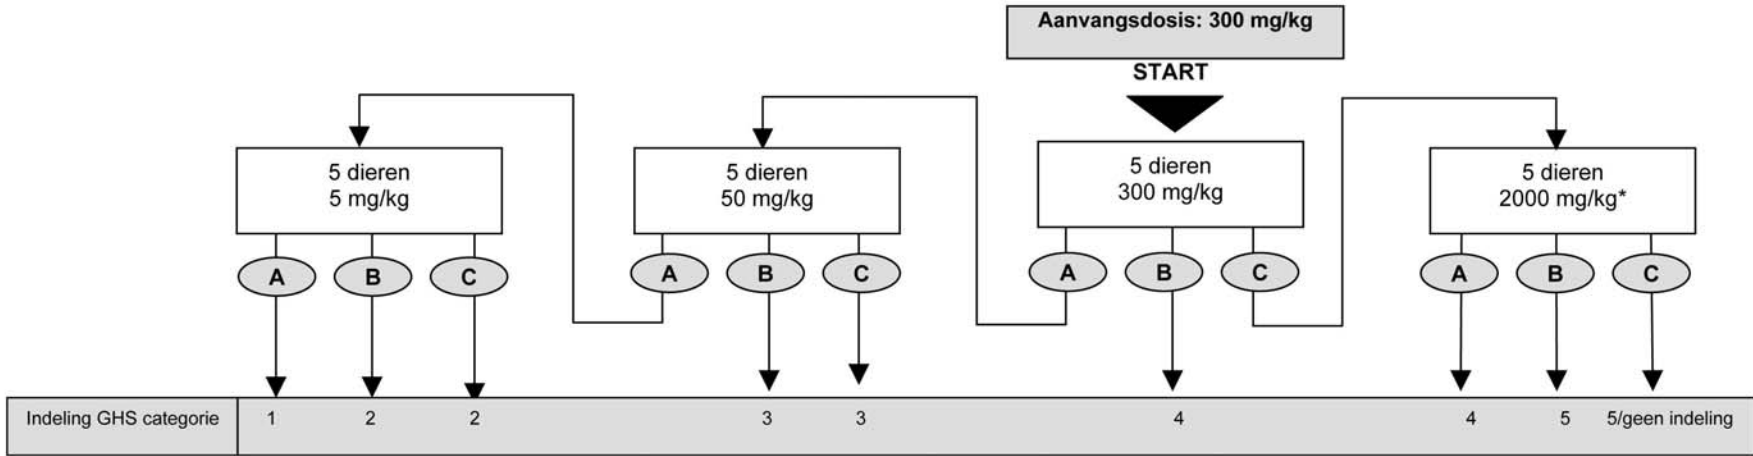 Aanvangsdosis: 300 mg/kg
START
5 dieren
5 mg/kg
5 dieren
50 mg/kg
5 dieren
300 mg/kg
5 dieren
2000 mg/kg*
A B C A B C A B C A B C
Indeling GHS categorie 1 2 2 3 3 4 4 5 5/geen indeling